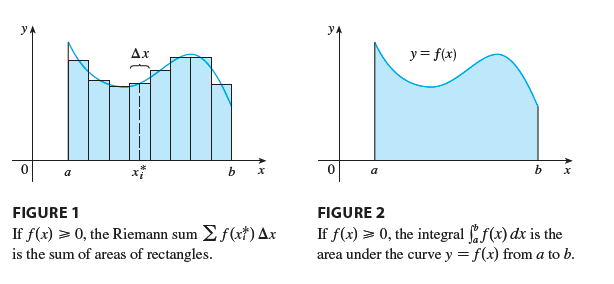 y
Δx
0
a
x_i^*
b
x
FIGURE 1
If f(x) ≥ 0, the Riemann sum Σ f(x_i^*) Δx
is the sum of areas of rectangles.
y
y = f(x)
0
a
b
x
FIGURE 2
If f(x) ≥ 0, the integral ∫_a^b f(x) dx is the
area under the curve y = f(x) from a to b.